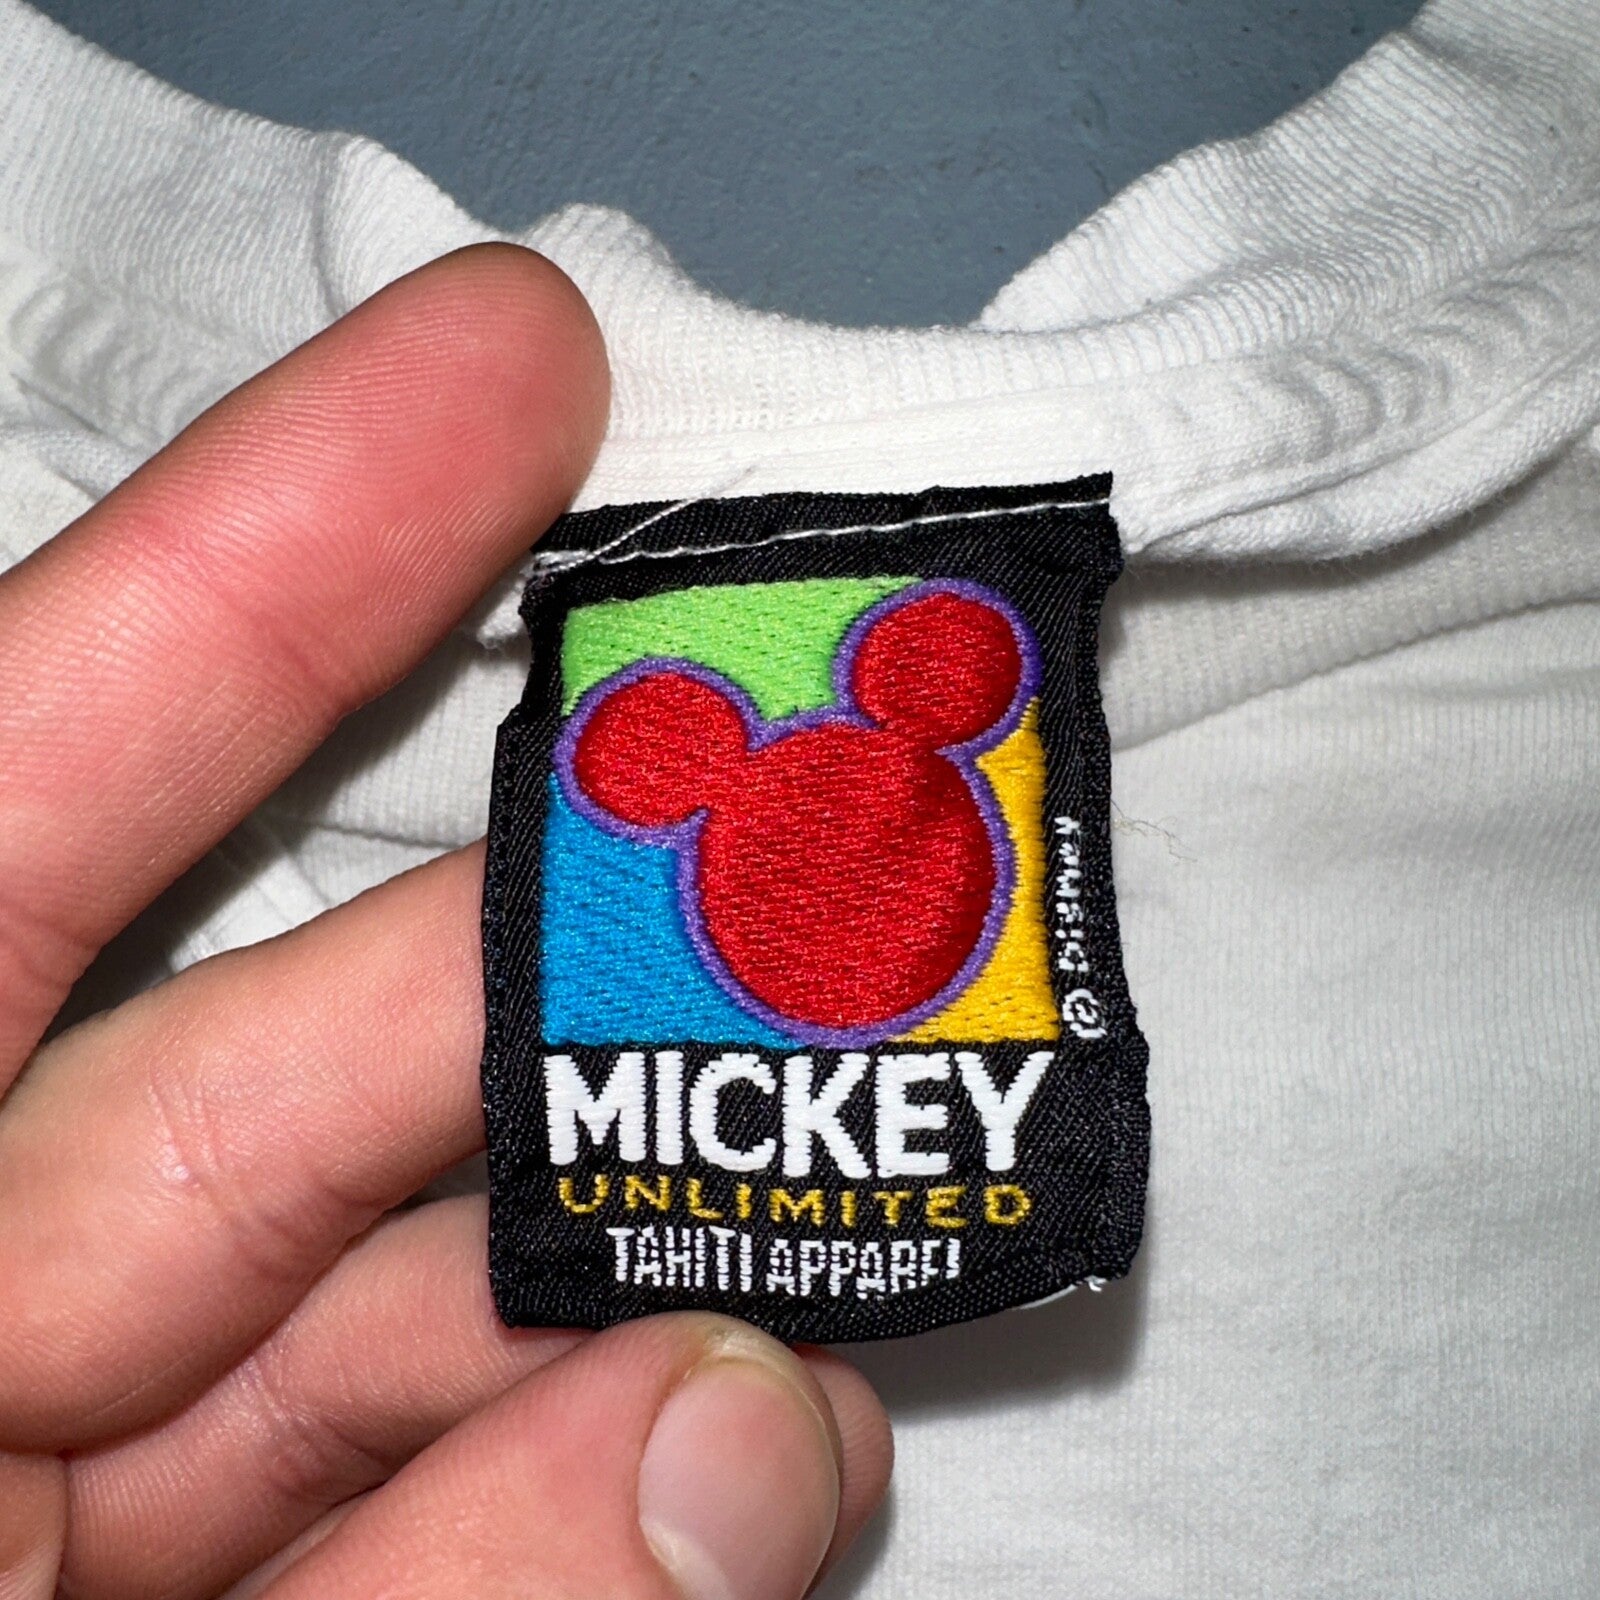 © DISNEY
MICKEY
UNLIMITED
TAHITI APPAREL